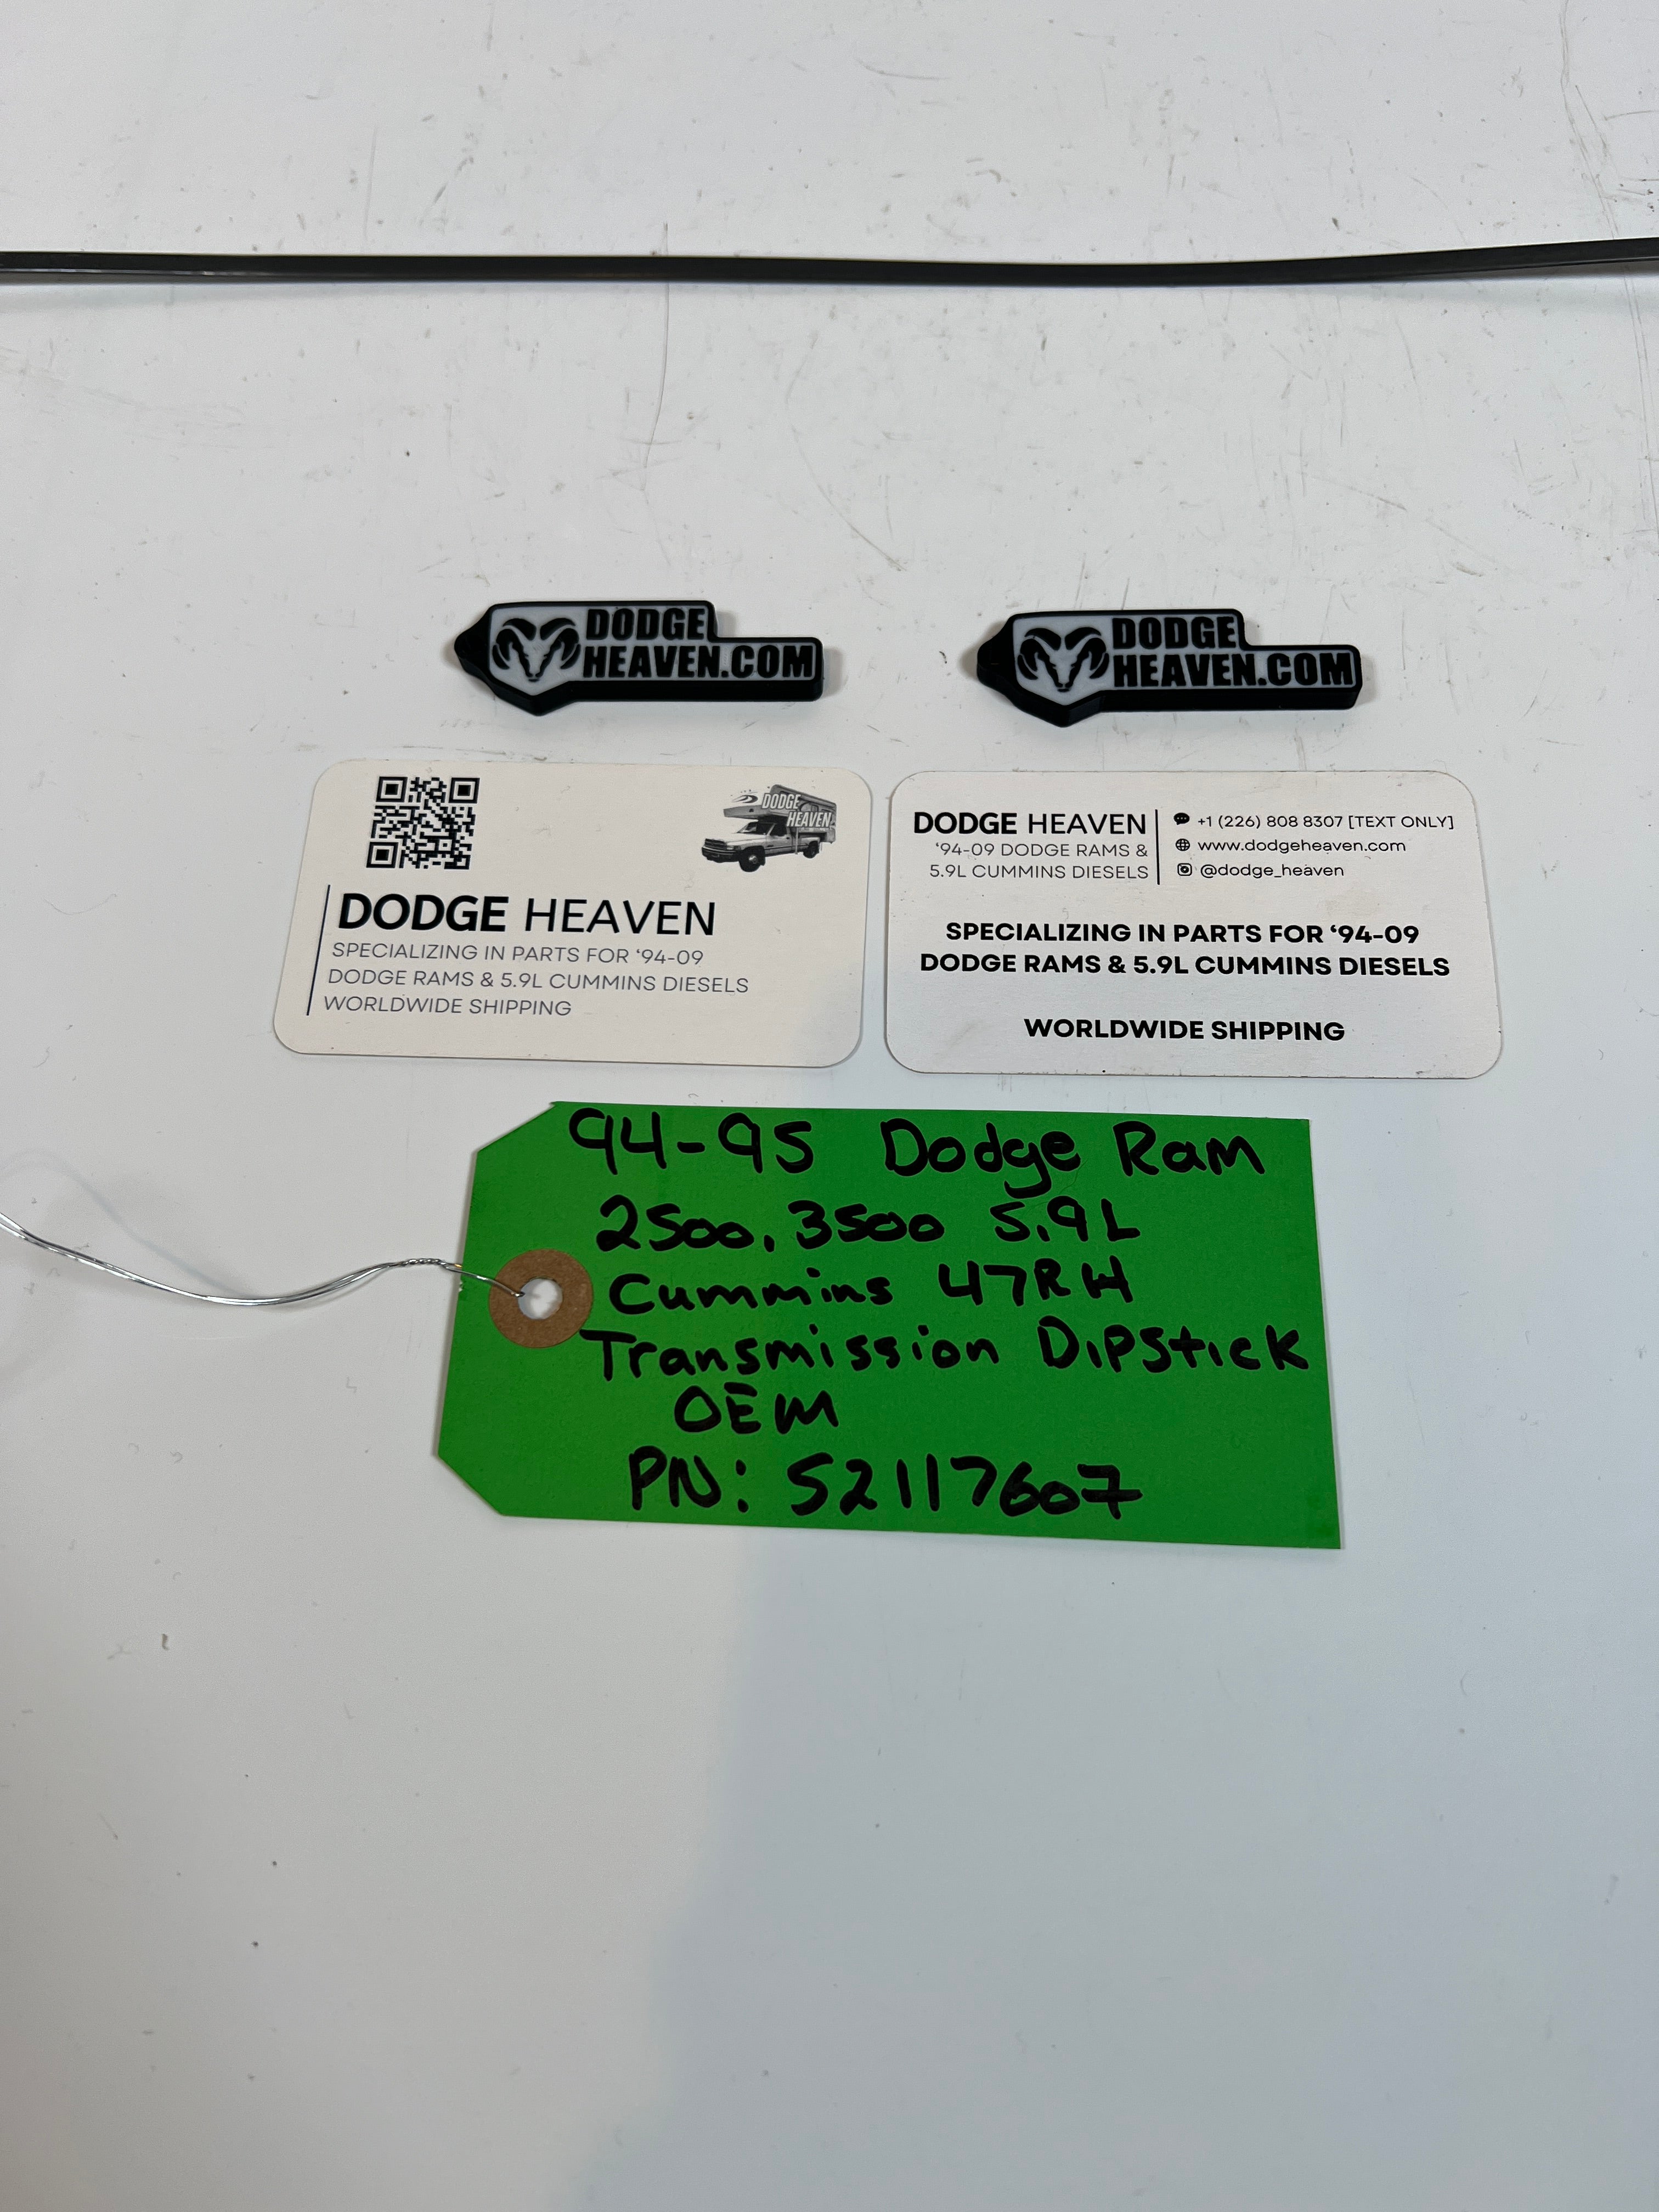 DODGE
HEAVEN.COM
DODGE
HEAVEN.COM
DODGE
HEAVEN
DODGE HEAVEN
SPECIALIZING IN PARTS FOR ‘94-09
DODGE RAMS & 5.9L CUMMINS DIESELS
WORLDWIDE SHIPPING
DODGE HEAVEN
‘94-09 DODGE RAMS &
5.9L CUMMINS DIESELS
+1 (226) 808 8307 [TEXT ONLY]
www.dodgeheaven.com
@dodge_heaven
SPECIALIZING IN PARTS FOR ‘94-09
DODGE RAMS & 5.9L CUMMINS DIESELS
WORLDWIDE SHIPPING
94-95 Dodge Ram
2500, 3500 5.9L
Cummins 47RH
Transmission Dipstick
OEM
PN: 52117607